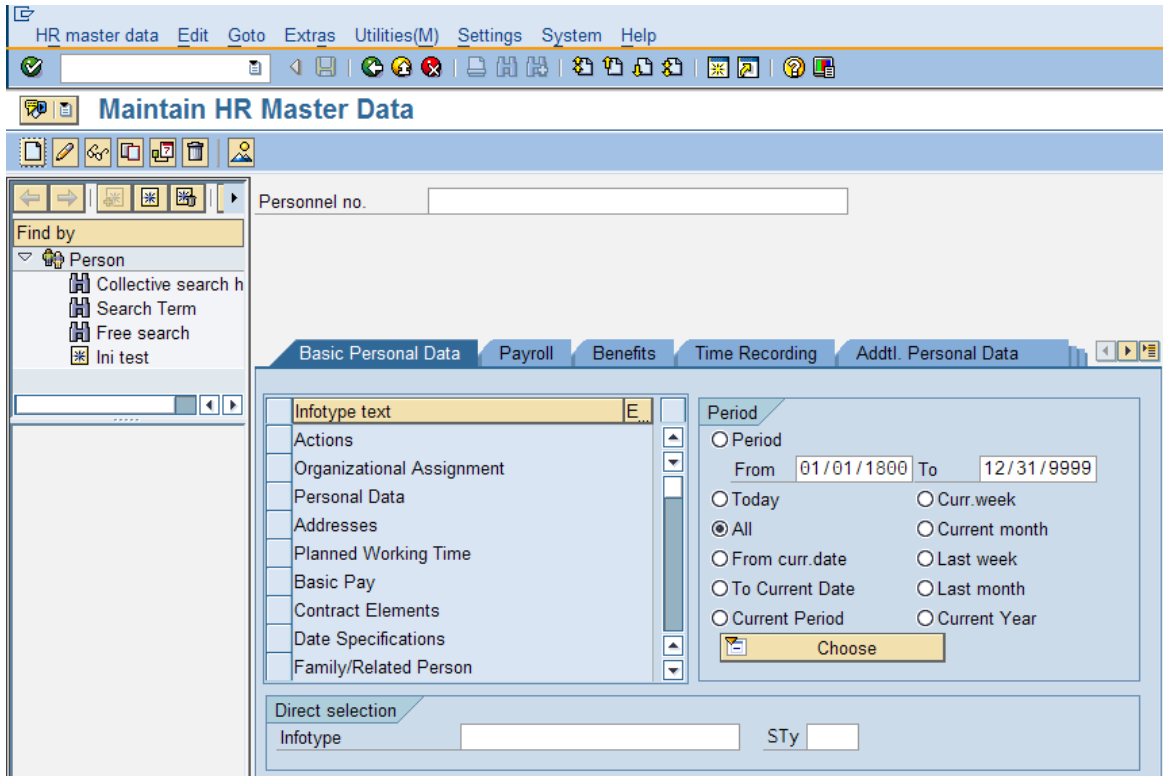 HR master data Edit Goto Extras Utilities(M) Settings System Help
Maintain HR Master Data
Personnel no.
Find by
Person
Collective search h
Search Term
Free search
Ini test
Basic Personal Data Payroll Benefits Time Recording Addtl. Personal Data
Infotype text E..
Actions
Organizational Assignment
Personal Data
Addresses
Planned Working Time
Basic Pay
Contract Elements
Date Specifications
Family/Related Person
Period
Period
From 01/01/1800 To 12/31/9999
Today Curr.week
All Current month
From curr.date Last week
To Current Date Last month
Current Period Current Year
Choose
Direct selection
Infotype STy